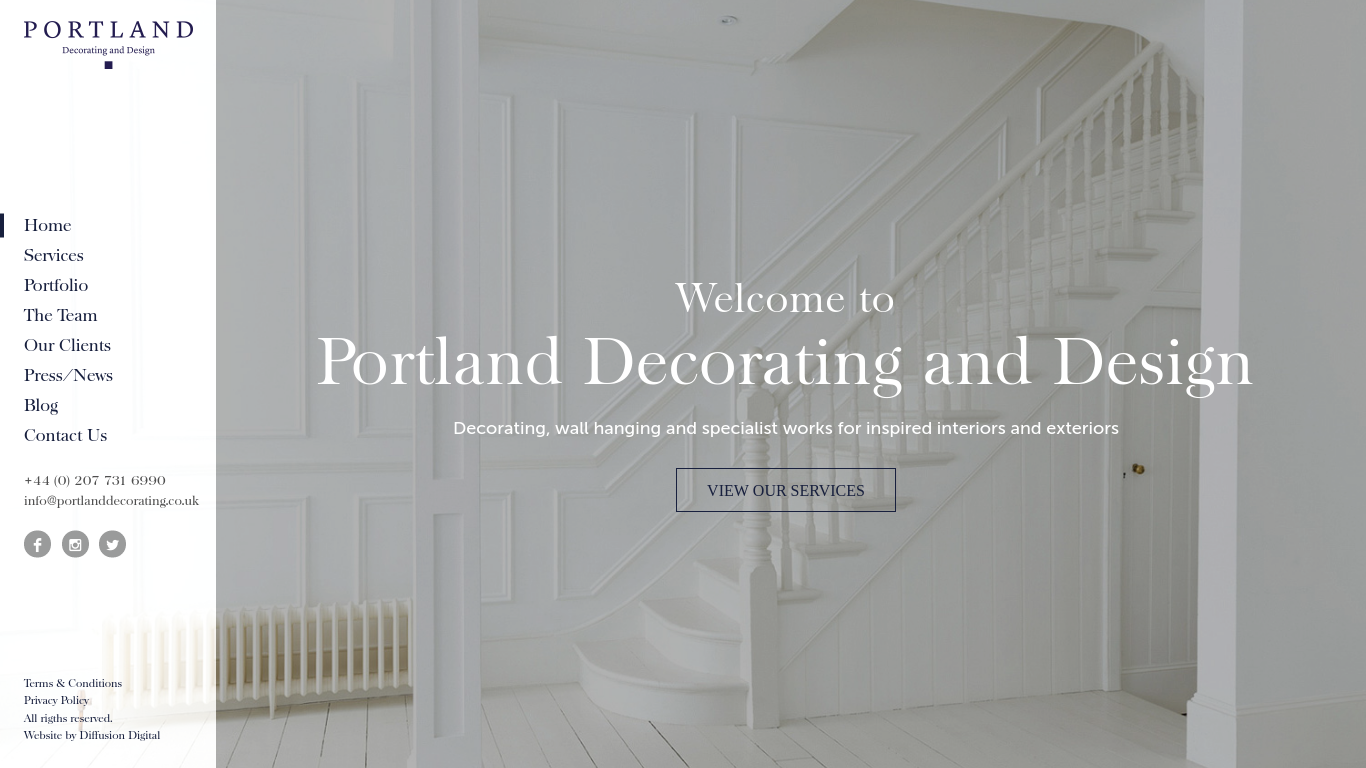 PORTLAND
Decorating and Design
Home
Services
Portfolio
The Team
Our Clients
Press/News
Blog
Contact Us
+44 (0) 207 731 6990
info@portlanddecorating.co.uk
Terms & Conditions
Privacy Policy
All rigths reserved.
Website by Diffusion Digital
Welcome to
Portland Decorating and Design
Decorating, wall hanging and specialist works for inspired interiors and exteriors
VIEW OUR SERVICES